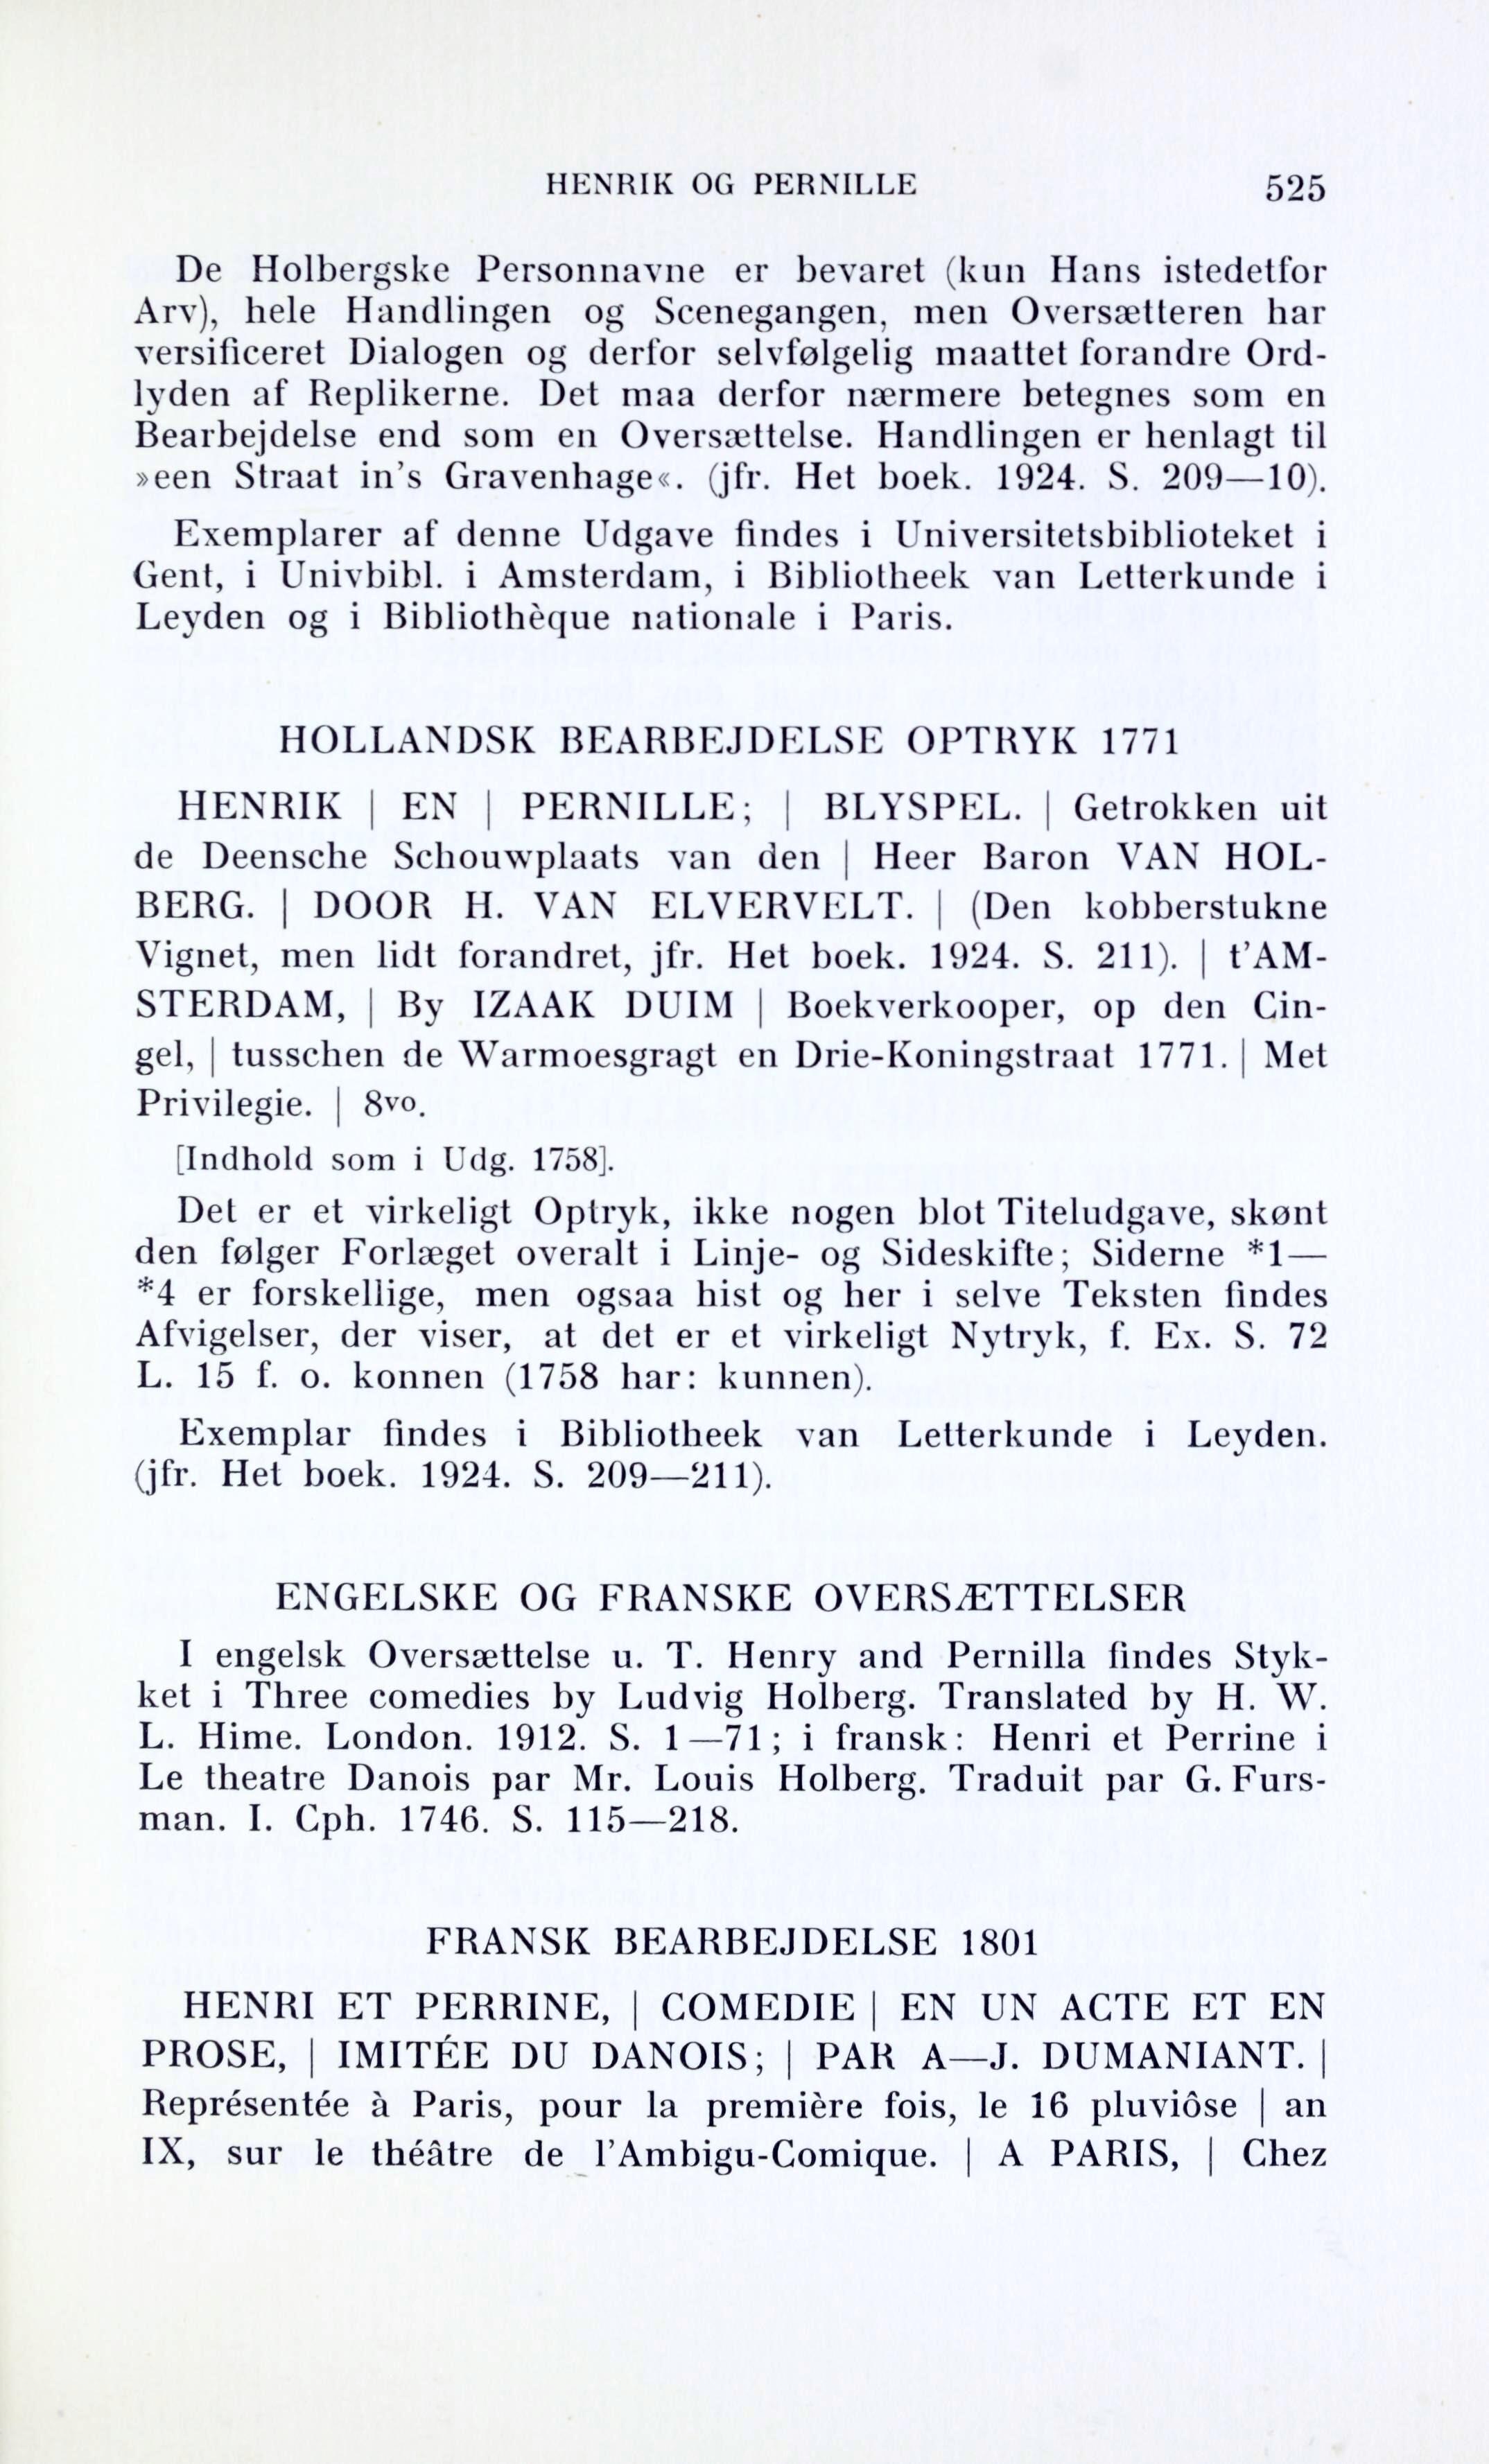 HENRIK OG PERNILLE 525
De Holbergske Personnavne er bevaret (kun Hans istedetfor
Arv), hele Handlingen og Scenegangen, men Oversætteren har
versificeret Dialogen og derfor selvfølgelig maattet forandre Ord-
lyden af Replikerne. Det maa derfor nærmere betegnes som en
Bearbejdelse end som en Oversættelse. Handlingen er henlagt til
»een Straat in's Gravenhage«. (jfr. Het boek. 1924. S. 209—10).
Exemplarer af denne Udgave findes i Universitetsbiblioteket i
Gent, i Univbibl. i Amsterdam, i Bibliotheek van Letterkunde i
Leyden og i Bibliothèque nationale i Paris.
HOLLANDSK BEARBEJDELSE OPTRYK 1771
HENRIK | EN | PERNILLE; | BLYSPEL. | Getrokken uit
de Deensche Schouwplaats van den | Heer Baron VAN HOL-
BERG. | DOOR H. VAN ELVERVELT. | (Den kobberstukne
Vignet, men lidt forandret, jfr. Het boek. 1924. S. 211). | t'AM-
STERDAM, | By IZAAK DUIM | Boekverkooper, op den Cin-
gel, | tusschen de Warmoesgragt en Drie-Koningstraat 1771. | Met
Privilegie. | 8vo.
[Indhold som i Udg. 1758].
Det er et virkeligt Optryk, ikke nogen blot Titeludgave, skønt
den følger Forlæget overalt i Linje- og Sideskifte; Siderne *1—
*4 er forskellige, men ogsaa hist og her i selve Teksten findes
Afvigelser, der viser, at det er et virkeligt Nytryk, f. Ex. S. 72
L. 15 f. o. konnen (1758 har: kunnen).
Exemplar findes i Bibliotheek van Letterkunde i Leyden.
(jfr. Het boek. 1924. S. 209—211).
ENGELSKE OG FRANSKE OVERSÆTTELSER
I engelsk Oversættelse u. T. Henry and Pernilla findes Styk-
ket i Three comedies by Ludvig Holberg. Translated by H. W.
L. Hime. London. 1912. S. 1—71; i fransk: Henri et Perrine i
Le theatre Danois par Mr. Louis Holberg. Traduit par G. Furs-
man. I. Cph. 1746. S. 115—218.
FRANSK BEARBEJDELSE 1801
HENRI ET PERRINE, | COMEDIE | EN UN ACTE ET EN
PROSE, | IMITÉE DU DANOIS; | PAR A—J. DUMANIANT. |
Représentée à Paris, pour la première fois, le 16 pluviôse | an
IX, sur le théâtre de l'Ambigu-Comique. | A PARIS, | Chez